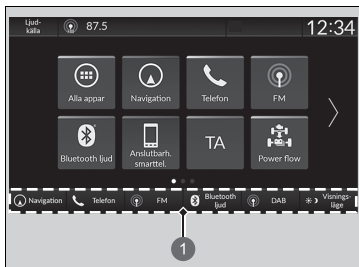 Ljud-
källa
87.5
12:34
Alla appar
Navigation
Telefon
FM
Bluetooth ljud
Anslutbarh.
smarttel.
TA
Power flow
Navigation
Telefon
FM
Bluetooth
ljud
DAB
Visnings-
läge
1